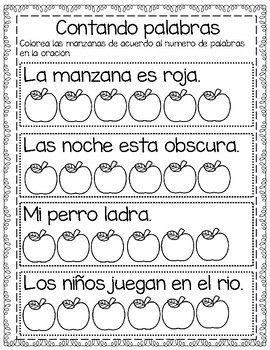 Contando palabras
Colorea las manzanas de acuerdo al numero de palabras
en la oración.
La manzana es roja.
Las noche esta obscura.
Mi perro ladra.
Los niños juegan en el rio.